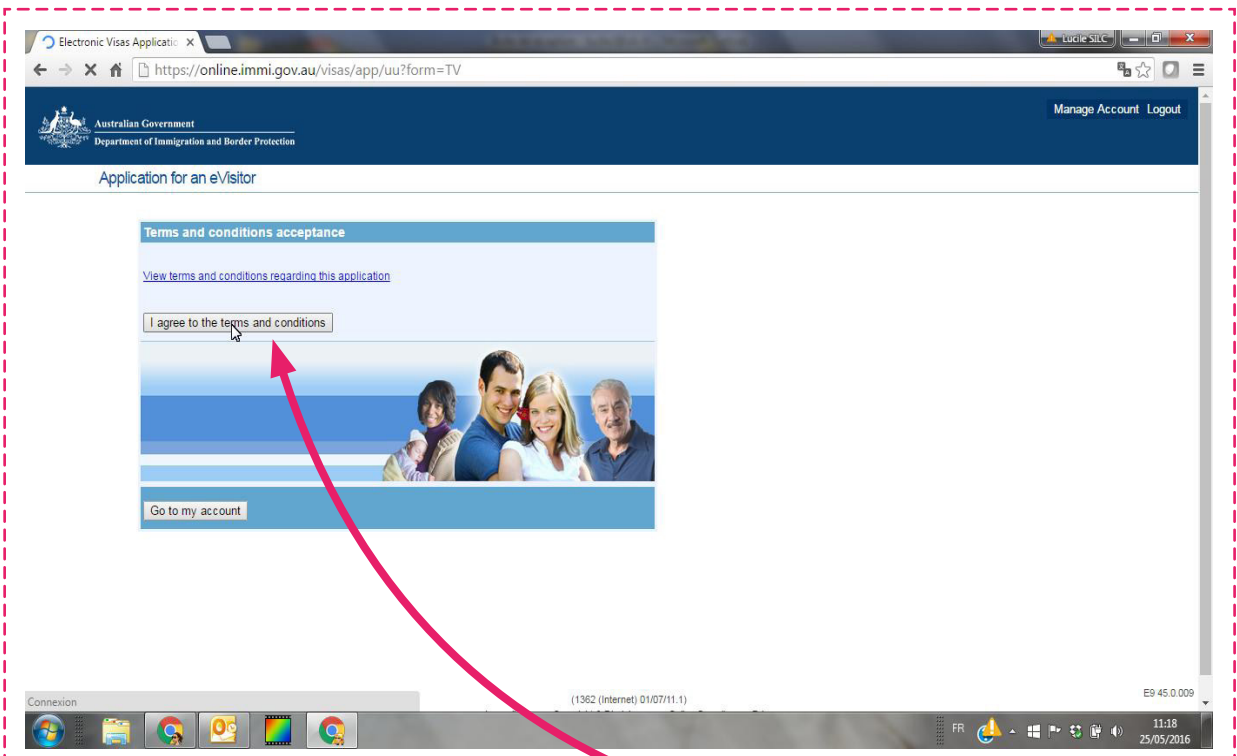 Electronic Visas Applicatio
Lucile SILC
https://online.immi.gov.au/visas/app/uu?form=TV
Manage Account Logout
Australian Government
Department of Immigration and Border Protection
Application for an eVisitor
Terms and conditions acceptance
View terms and conditions regarding this application
I agree to the terms and conditions
Go to my account
Connexion
(1362 (Internet) 01/07/11.1)
E9 45.0.009
FR
11:18
25/05/2016